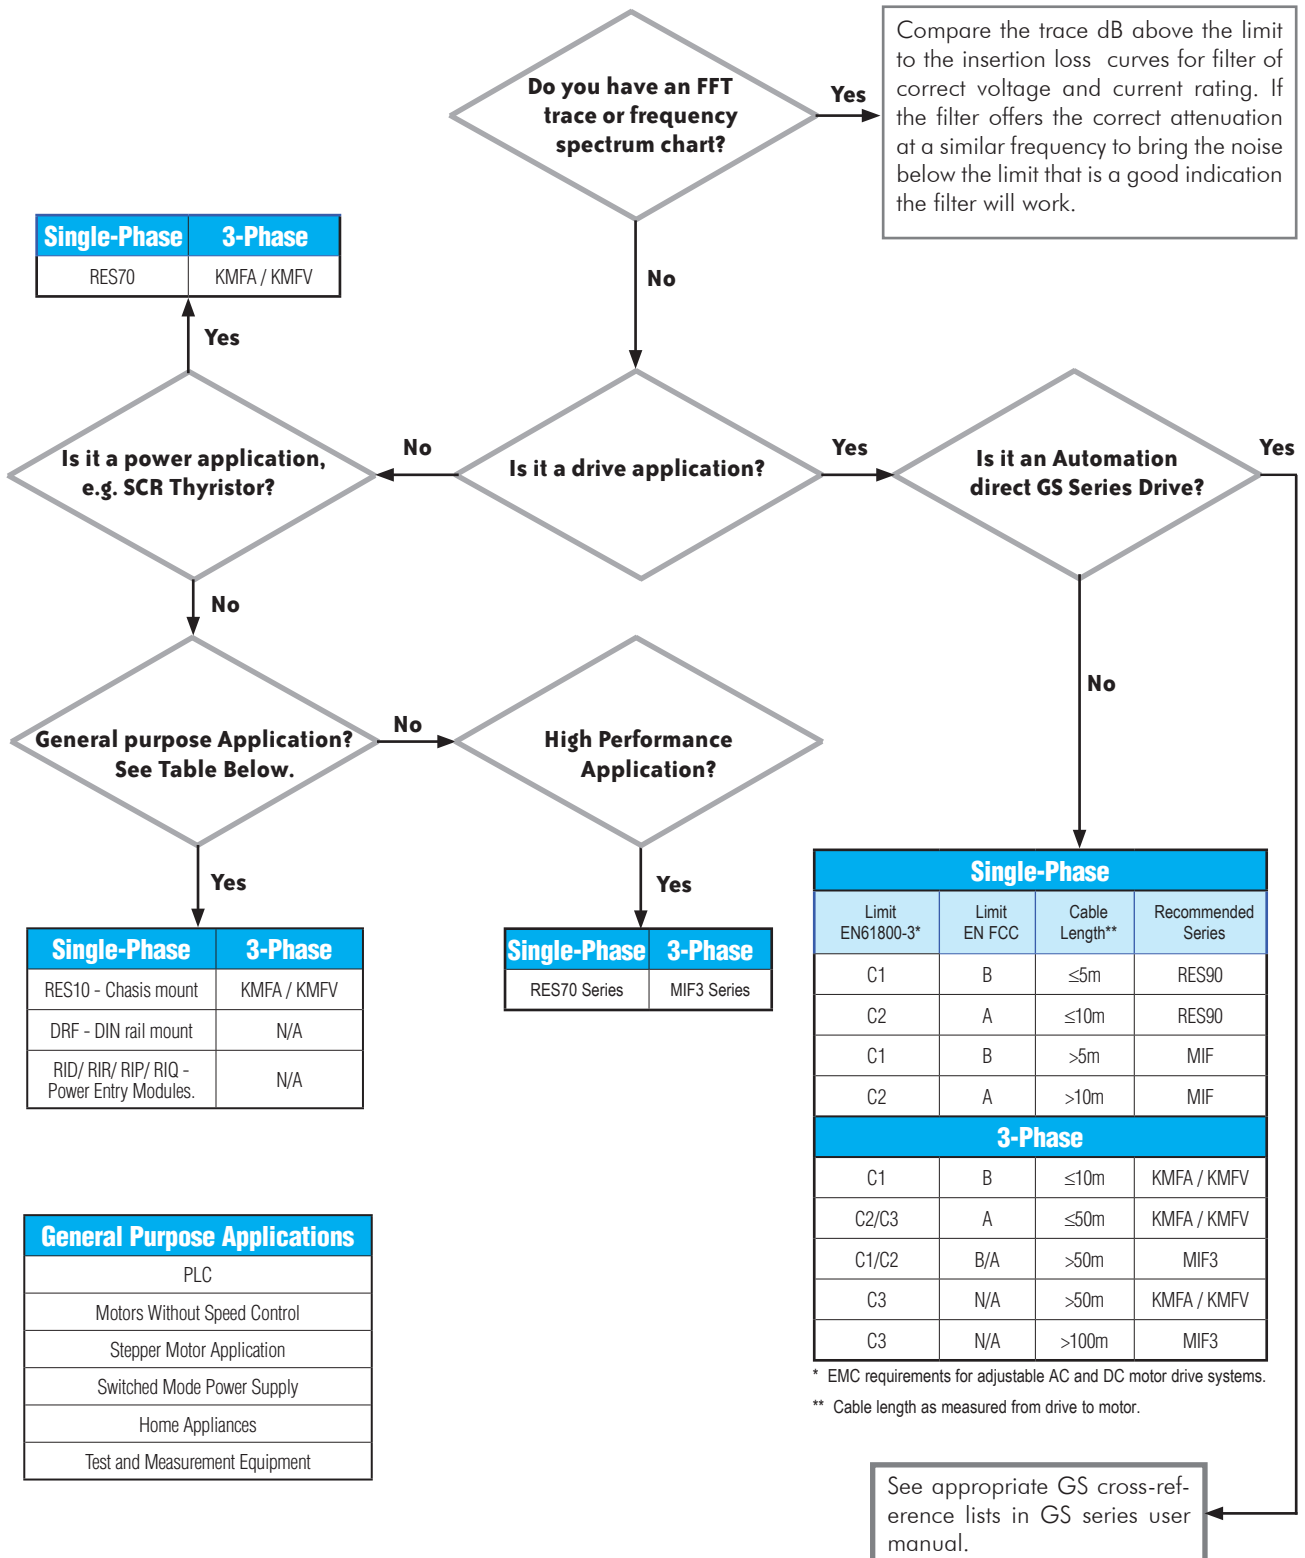 Do you have an FFT
trace or frequency
spectrum chart?
Yes
Compare the trace dB above the limit
to the insertion loss curves for filter of
correct voltage and current rating. If
the filter offers the correct attenuation
at a similar frequency to bring the noise
below the limit that is a good indication
the filter will work.
No
Single-Phase 3-Phase
RES70 KMFA / KMFV
Yes
Is it a power application,
e.g. SCR Thyristor?
No
Is it a drive application?
Yes
Is it an Automation
direct GS Series Drive?
Yes
No
No
General purpose Application?
See Table Below.
No
High Performance
Application?
Yes
Yes
Single-Phase 3-Phase
RES10 - Chasis mount KMFA / KMFV
DRF - DIN rail mount N/A
RID/ RIR/ RIP/ RIQ -
Power Entry Modules. N/A
Single-Phase 3-Phase
RES70 Series MIF3 Series
Single-Phase
Limit
EN61800-3*
Limit
EN FCC
Cable
Length**
Recommended
Series
C1 B ≤5m RES90
C2 A ≤10m RES90
C1 B >5m MIF
C2 A >10m MIF
3-Phase
C1 B ≤10m KMFA / KMFV
C2/C3 A ≤50m KMFA / KMFV
C1/C2 B/A >50m MIF3
C3 N/A >50m KMFA / KMFV
C3 N/A >100m MIF3
* EMC requirements for adjustable AC and DC motor drive systems.
** Cable length as measured from drive to motor.
General Purpose Applications
PLC
Motors Without Speed Control
Stepper Motor Application
Switched Mode Power Supply
Home Appliances
Test and Measurement Equipment
See appropriate GS cross-ref-
erence lists in GS series user
manual.